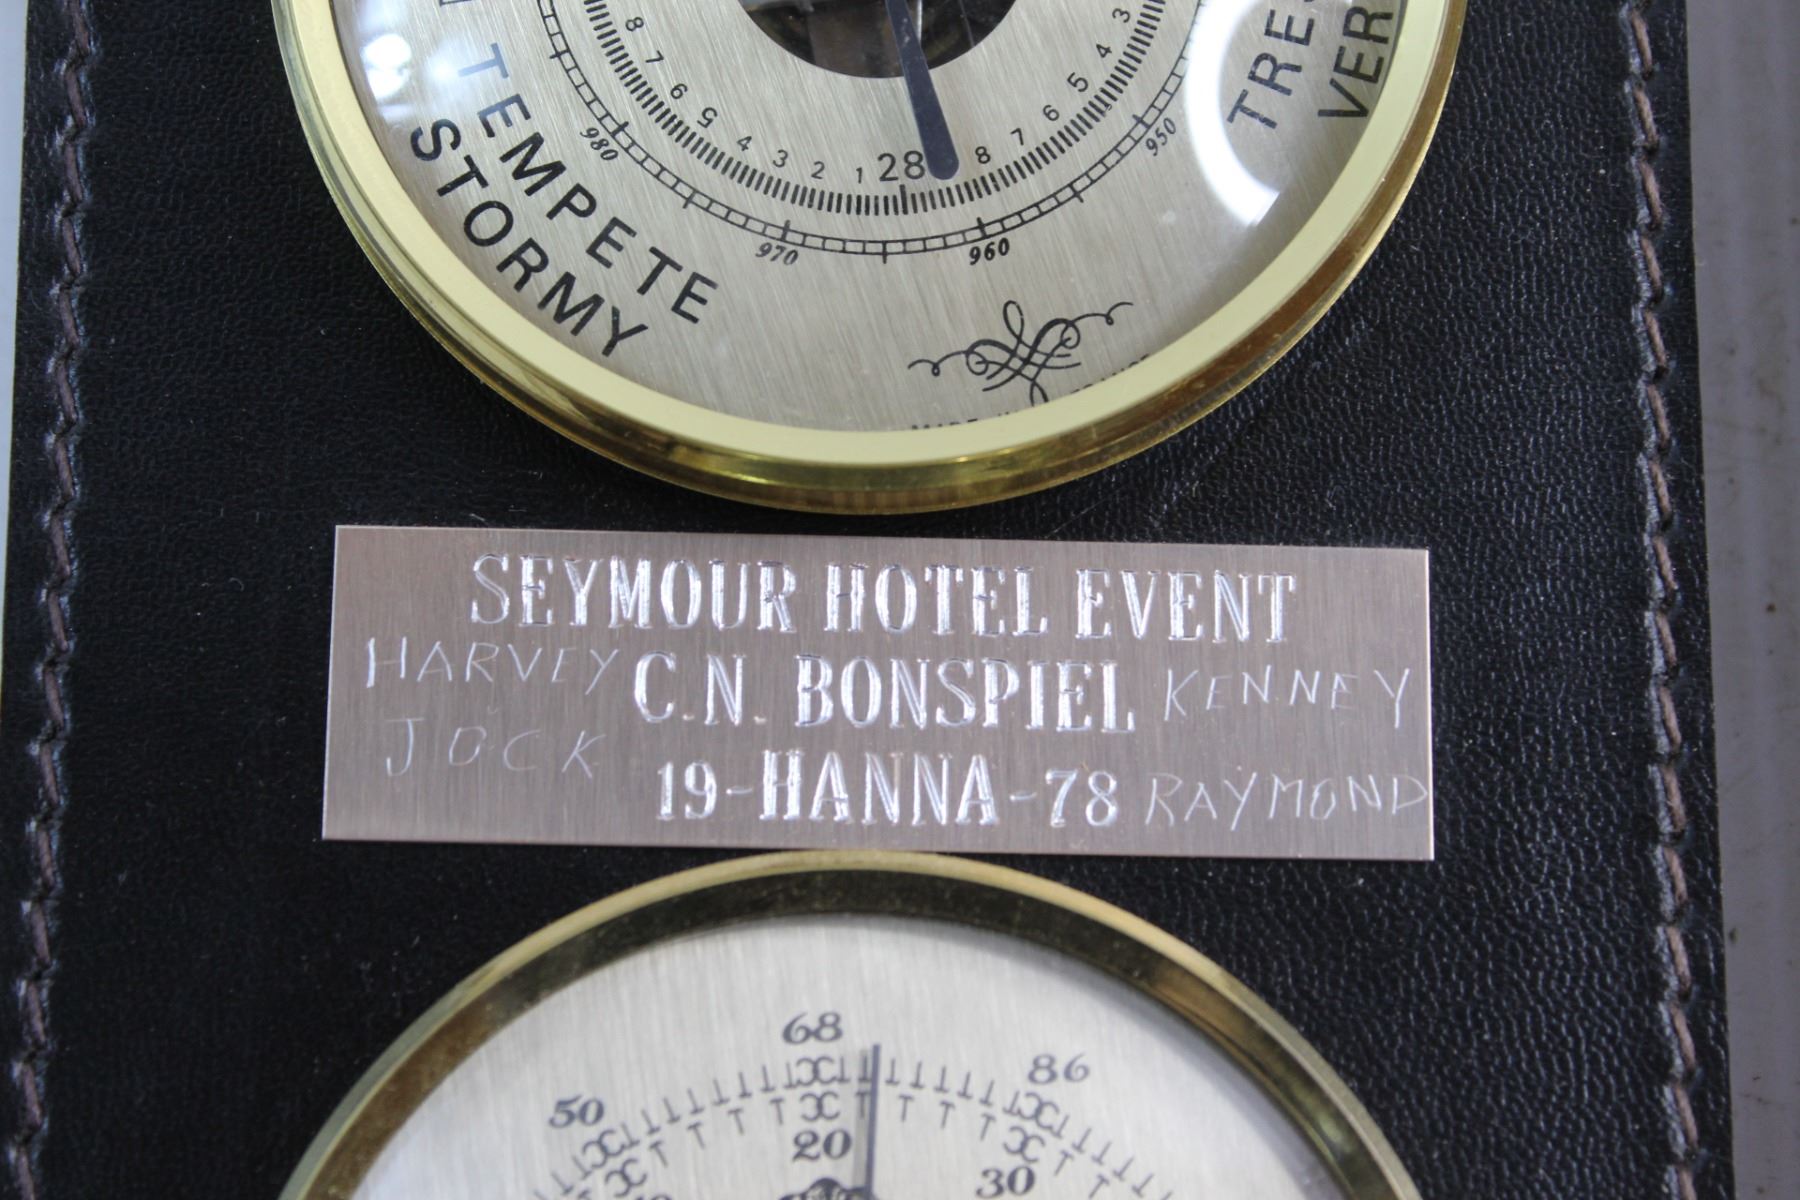 TEMPETE
STORMY
VER
8 7 6 5 4 3 2 1 28 8 7 6 5 4 3
980 970 960 950
SEYMOUR HOTEL EVENT
HARVEY C.N. BONSPIEL KENNEY
JOCK 19-HANNA-78 RAYMOND
50 68 86
20 30